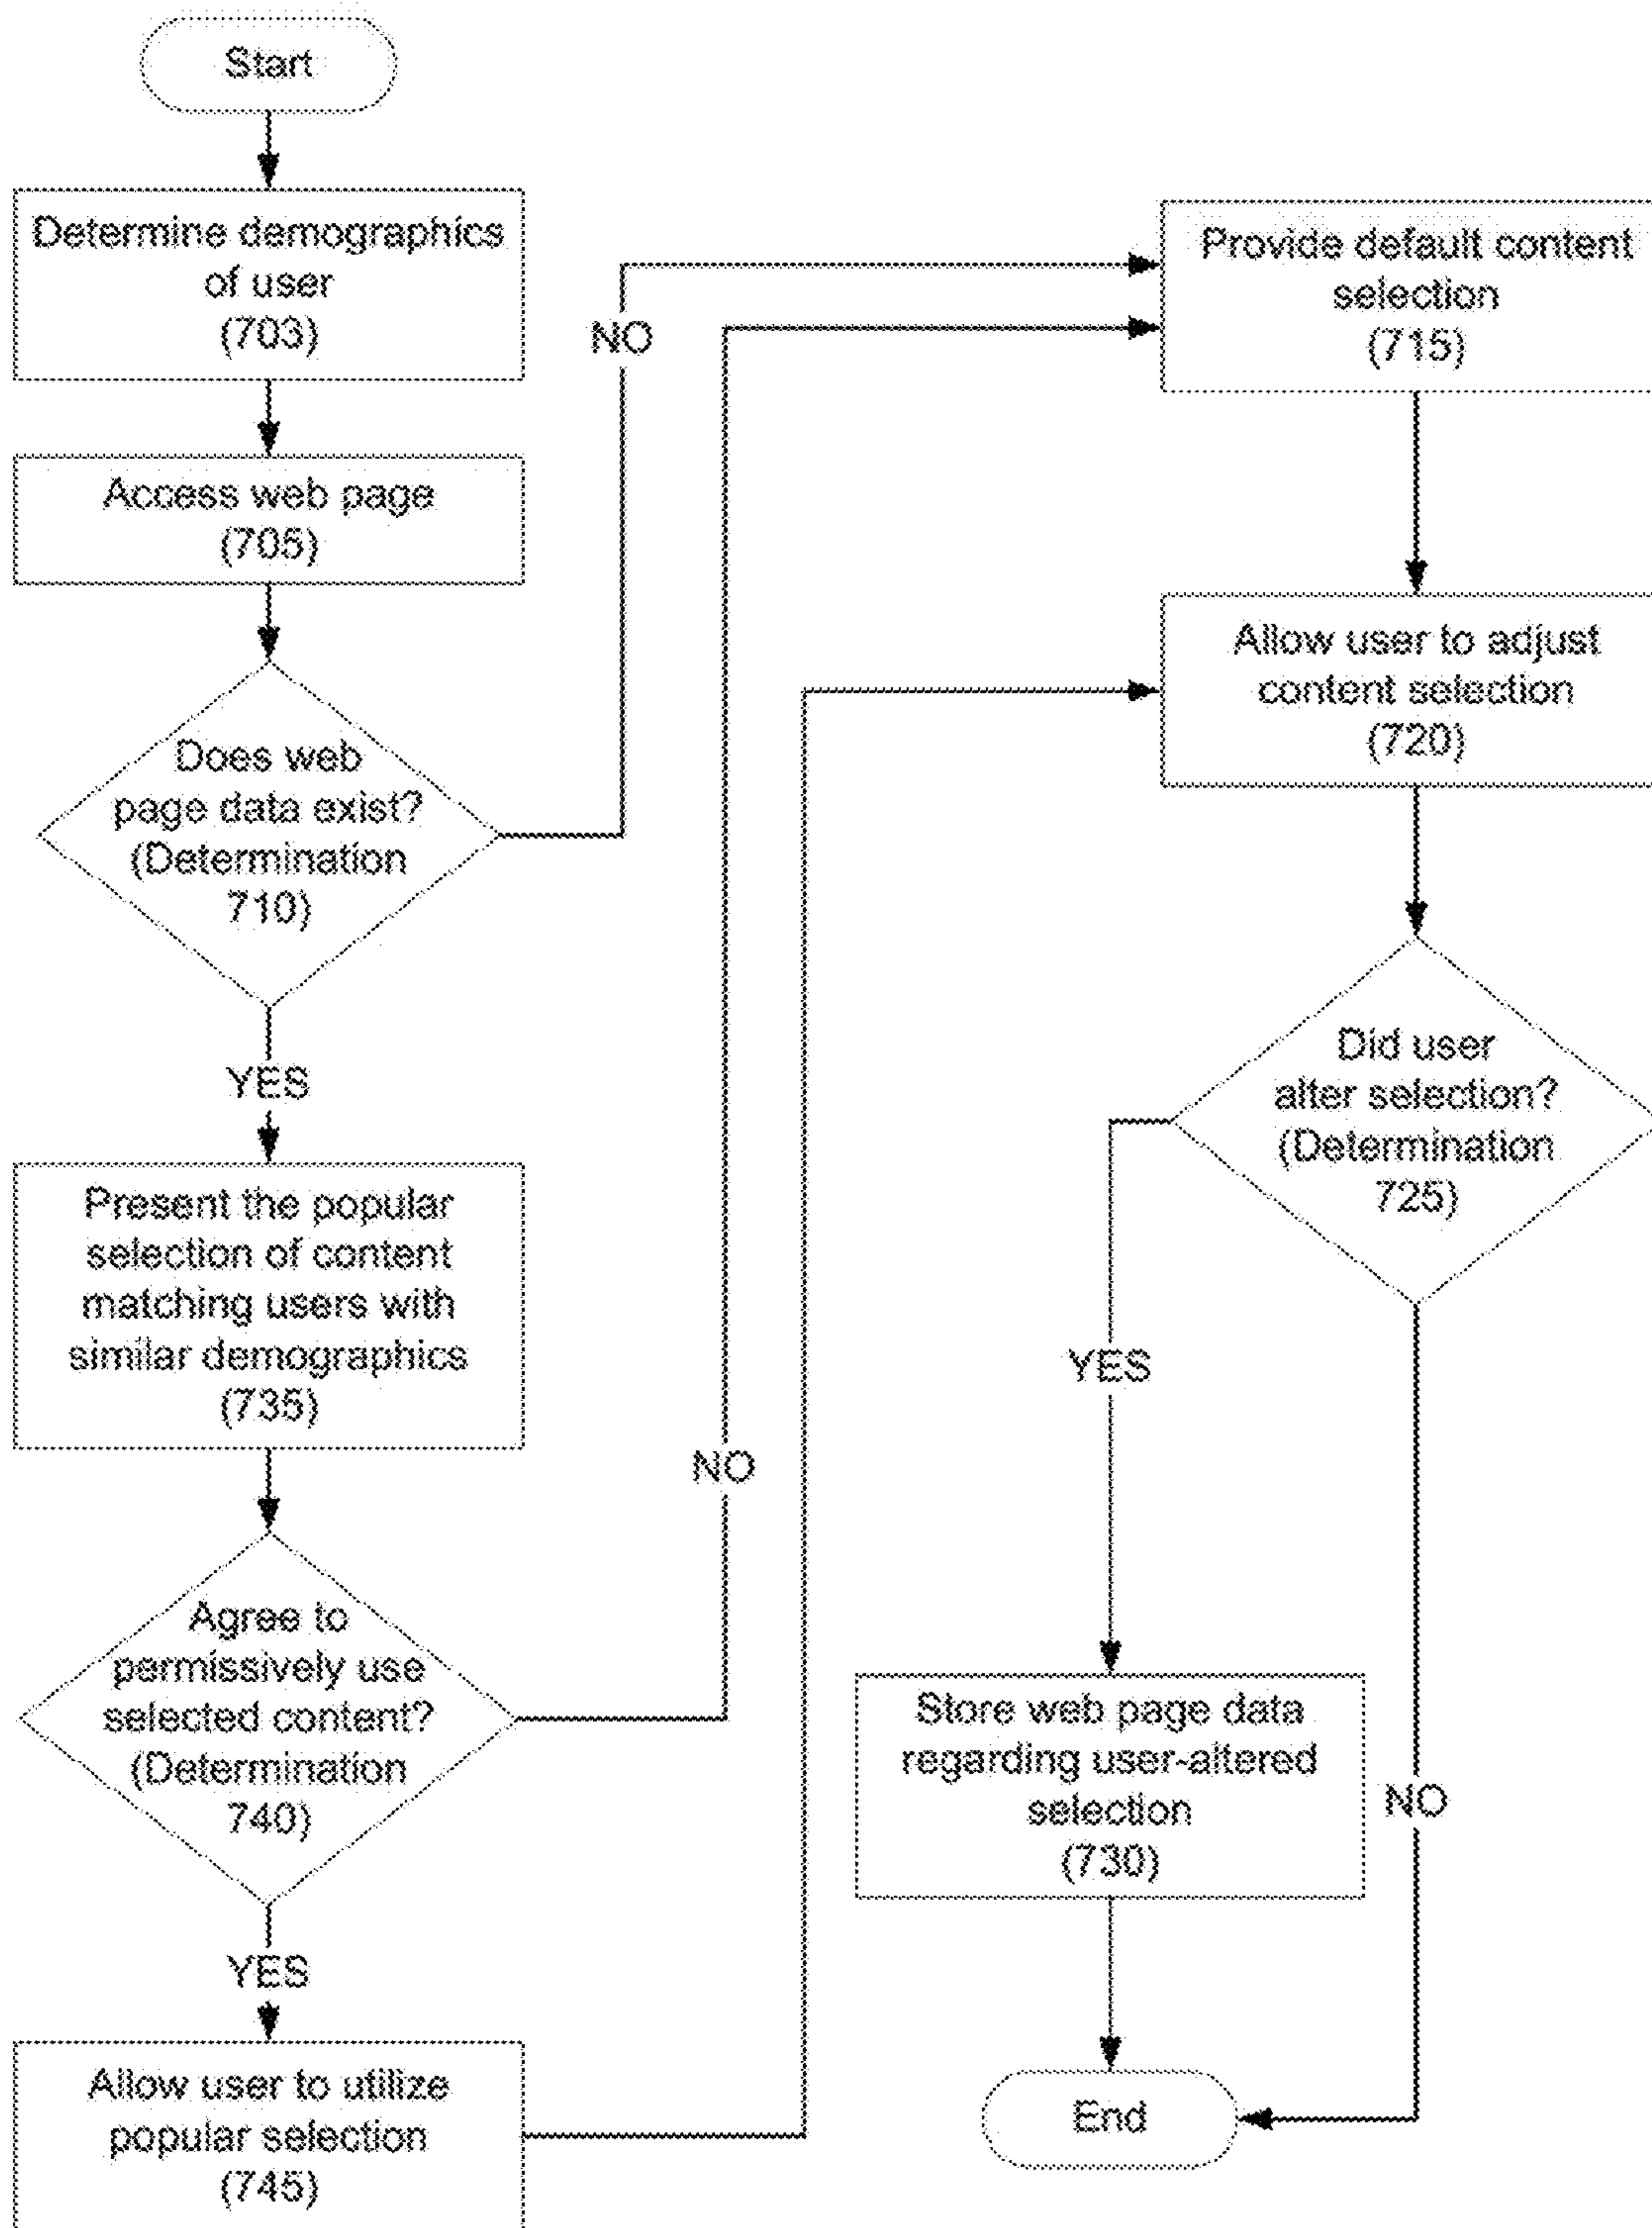 Start
Determine demographics
of user
(703)
Access web page
(705)
Does web
page data exist?
(Determination
710)
YES
Present the popular
selection of content
matching users with
similar demographics
(735)
Agree to
permissively use
selected content?
(Determination
740)
YES
Allow user to utilize
popular selection
(745)
NO
NO
Provide default content
selection
(715)
Allow user to adjust
content selection
(720)
Did user
alter selection?
(Determination
725)
YES
NO
Store web page data
regarding user-altered
selection
(730)
End